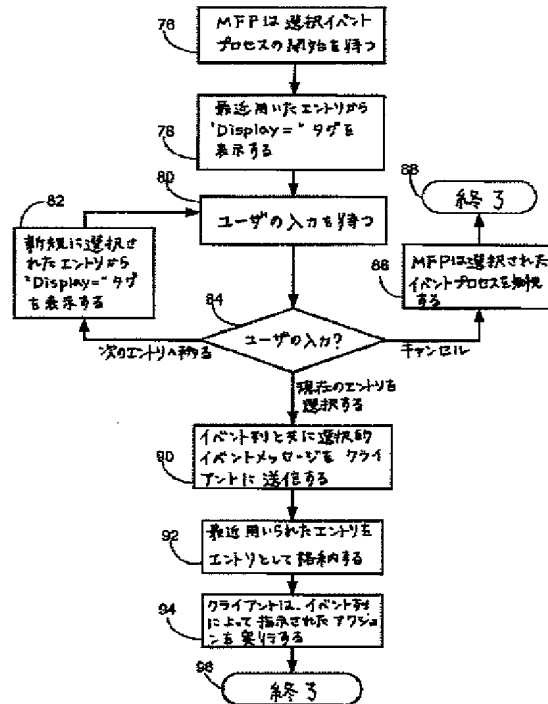 76
MFPは選択イベント
プロセスの開始を待つ
78
最近用いたエントリから
"Display="タグを
表示する
80
ユーザの入力を待つ
82
新規に選択さ
れたエントリから
"Display="タグ
を表示する
84
ユーザの入力?
次のエントリへ移る
キャンセル
86
MFPは選択された
イベントプロセスを
する
88
終了
現在のエントリを
選択する
90
イベント列と共に選択的
イベントメッセージを クライ
アントに 送信する
92
最近用いられたエントリを
エントリとして格納する
94
クライアントは、イベント列
によって指示されたアクショ
ンを実行する
96
終了